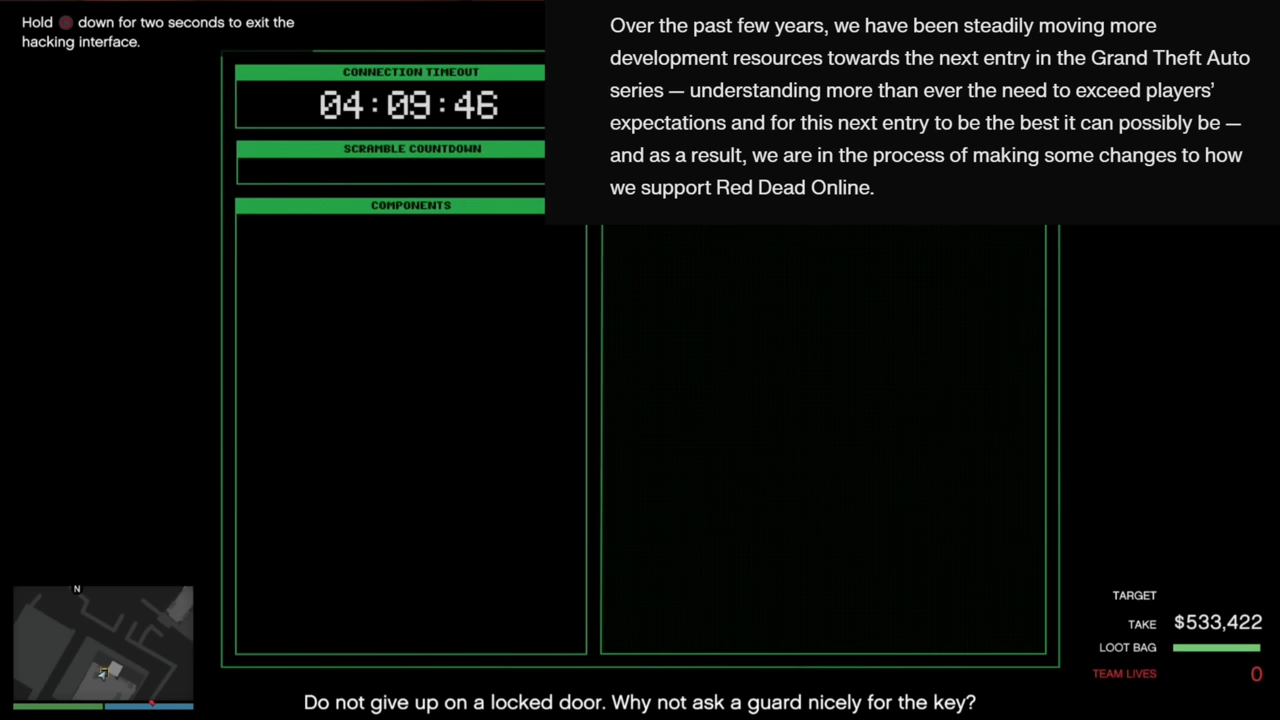 Hold down for two seconds to exit the
hacking interface.
Over the past few years, we have been steadily moving more
development resources towards the next entry in the Grand Theft Auto
series — understanding more than ever the need to exceed players’
expectations and for this next entry to be the best it can possibly be —
and as a result, we are in the process of making some changes to how
we support Red Dead Online.
CONNECTION TIMEOUT
04:09:46
SCRAMBLE COUNTDOWN
COMPONENTS
N
TARGET
TAKE $533,422
LOOT BAG
TEAM LIVES 0
Do not give up on a locked door. Why not ask a guard nicely for the key?